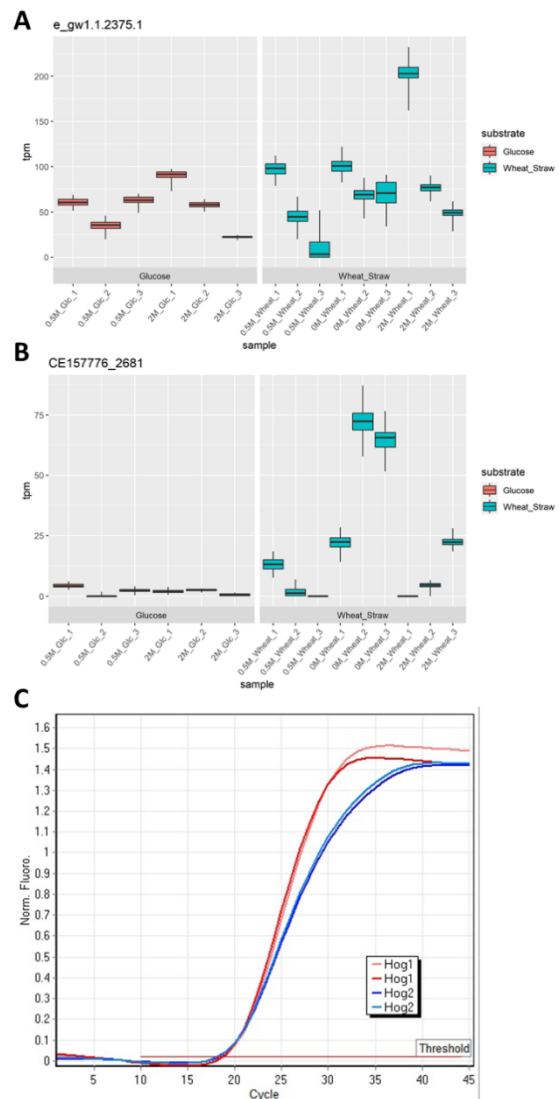 A
e_gw1.1.2375.1
200
150
100
50
0
tpm
Glucose
Wheat_Straw
0.5M_Glc_1
0.5M_Glc_2
0.5M_Glc_3
2M_Glc_1
2M_Glc_2
2M_Glc_3
0.5M_Wheat_1
0.5M_Wheat_2
0.5M_Wheat_3
0M_Wheat_1
0M_Wheat_2
0M_Wheat_3
2M_Wheat_1
2M_Wheat_2
2M_Wheat_3
sample
substrate
Glucose
Wheat_Straw
B
CE157776_2681
75
50
25
0
tpm
Glucose
Wheat_Straw
0.5M_Glc_1
0.5M_Glc_2
0.5M_Glc_3
2M_Glc_1
2M_Glc_2
2M_Glc_3
0.5M_Wheat_1
0.5M_Wheat_2
0.5M_Wheat_3
0M_Wheat_1
0M_Wheat_2
0M_Wheat_3
2M_Wheat_1
2M_Wheat_2
2M_Wheat_3
sample
substrate
Glucose
Wheat_Straw
C
1.6
1.5
1.4
1.3
1.2
1.1
1
0.9
0.8
0.7
0.6
0.5
0.4
0.3
0.2
0.1
0
Norm. Fluoro.
Hog1
Hog1
Hog2
Hog2
Threshold
5 10 15 20 25 30 35 40 45
Cycle